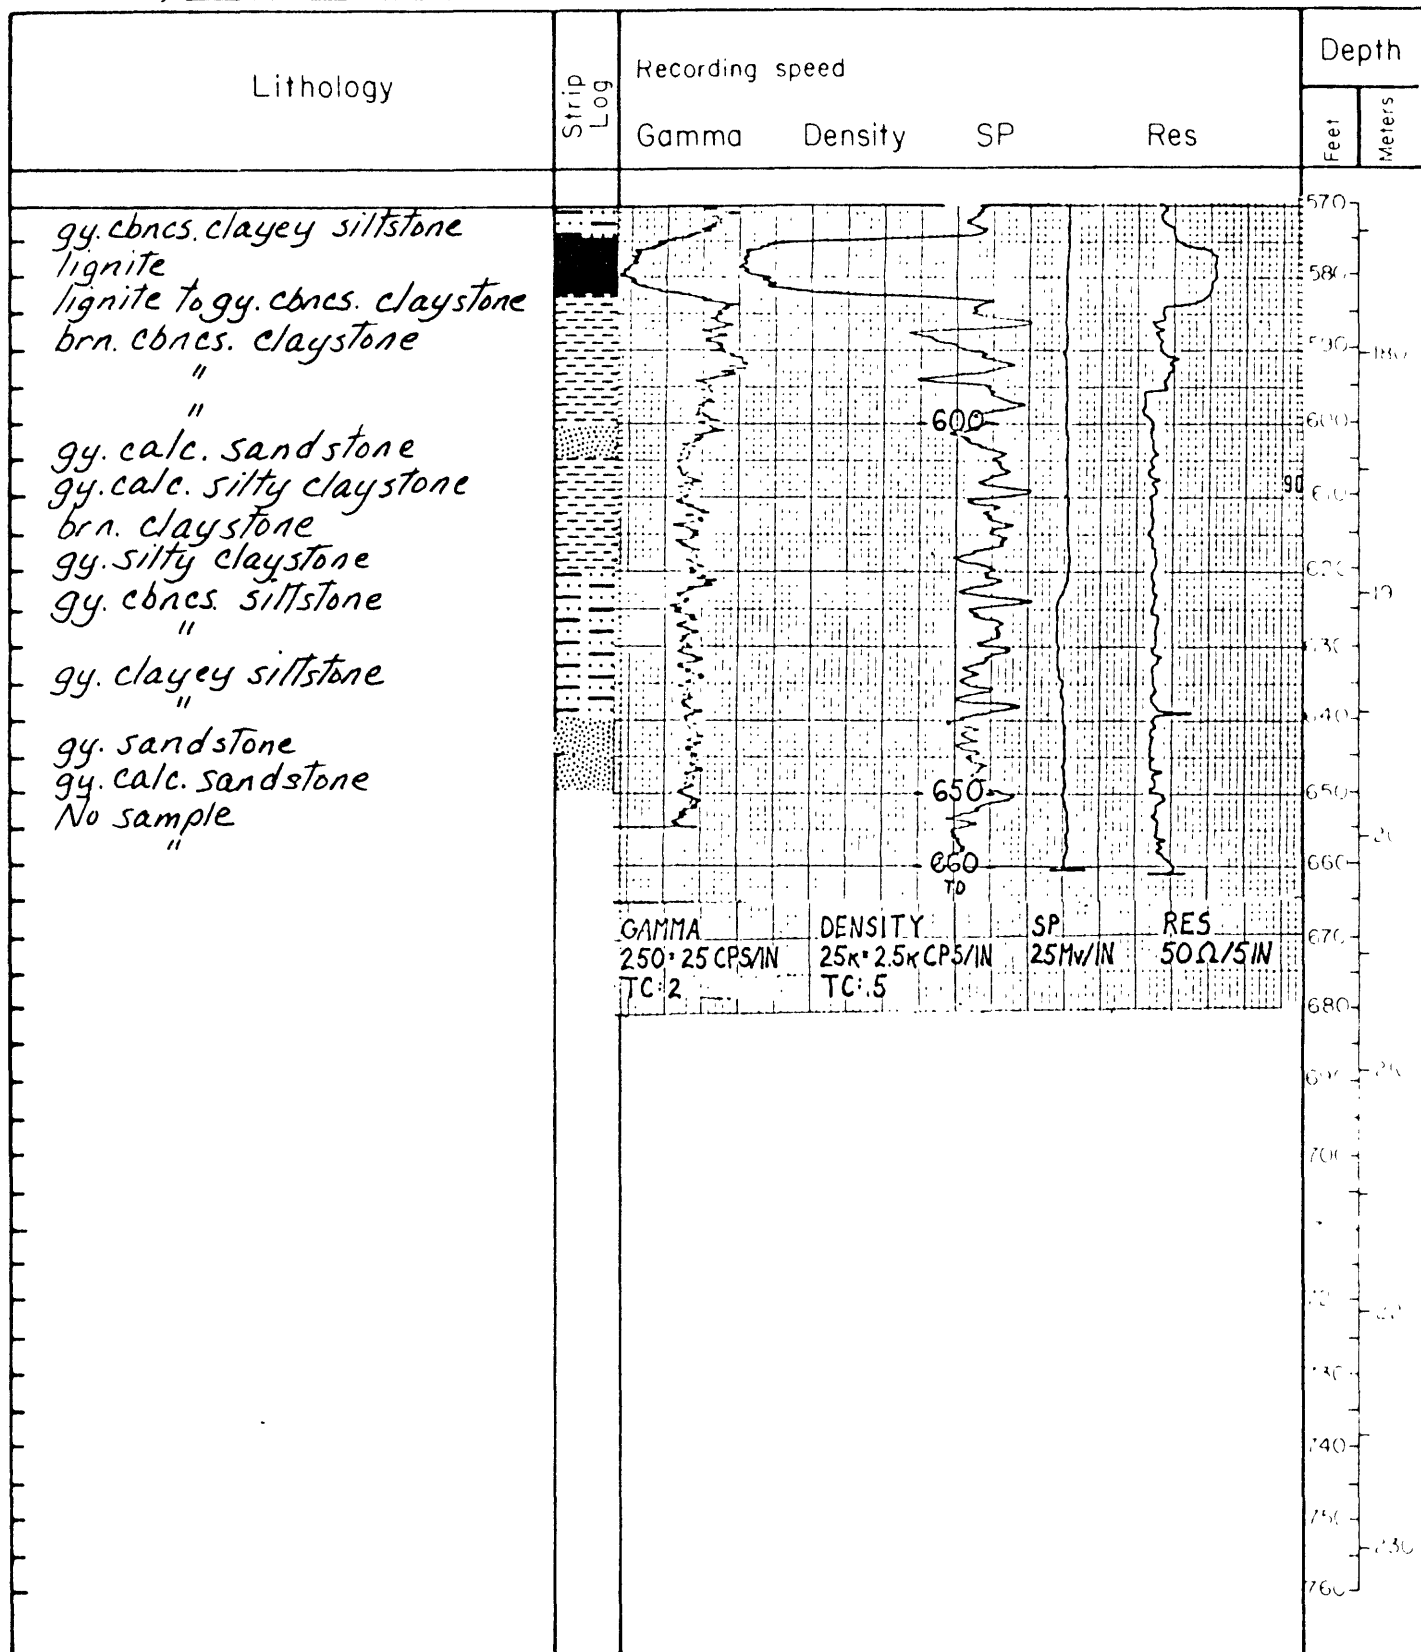 Lithology
Strip Log
Recording speed
Gamma Density SP Res
Depth
Feet
Meters
gy. cbncs. clayey siltstone
lignite
lignite to gy. cbncs. claystone
brn. cbncs. claystone
"
"
gy. calc. sandstone
gy. calc. silty claystone
brn. claystone
gy. silty claystone
gy. cbncs. siltstone
"
gy. clayey siltstone
"
gy. sandstone
gy. calc. sandstone
No sample
"
600
650
660
TD
90
GAMMA
250·25 CPS/IN
TC:2
DENSITY
25K·2.5K CPS/IN
TC:.5
SP
25Mv/IN
RES
50Ω/5IN
570
580
590
600
610
620
640
650
660
670
680
700
740
750
760
180
230